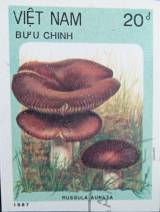 VIỆT NAM 20đ
BƯU CHINH
RUSSULA AURATA
1987